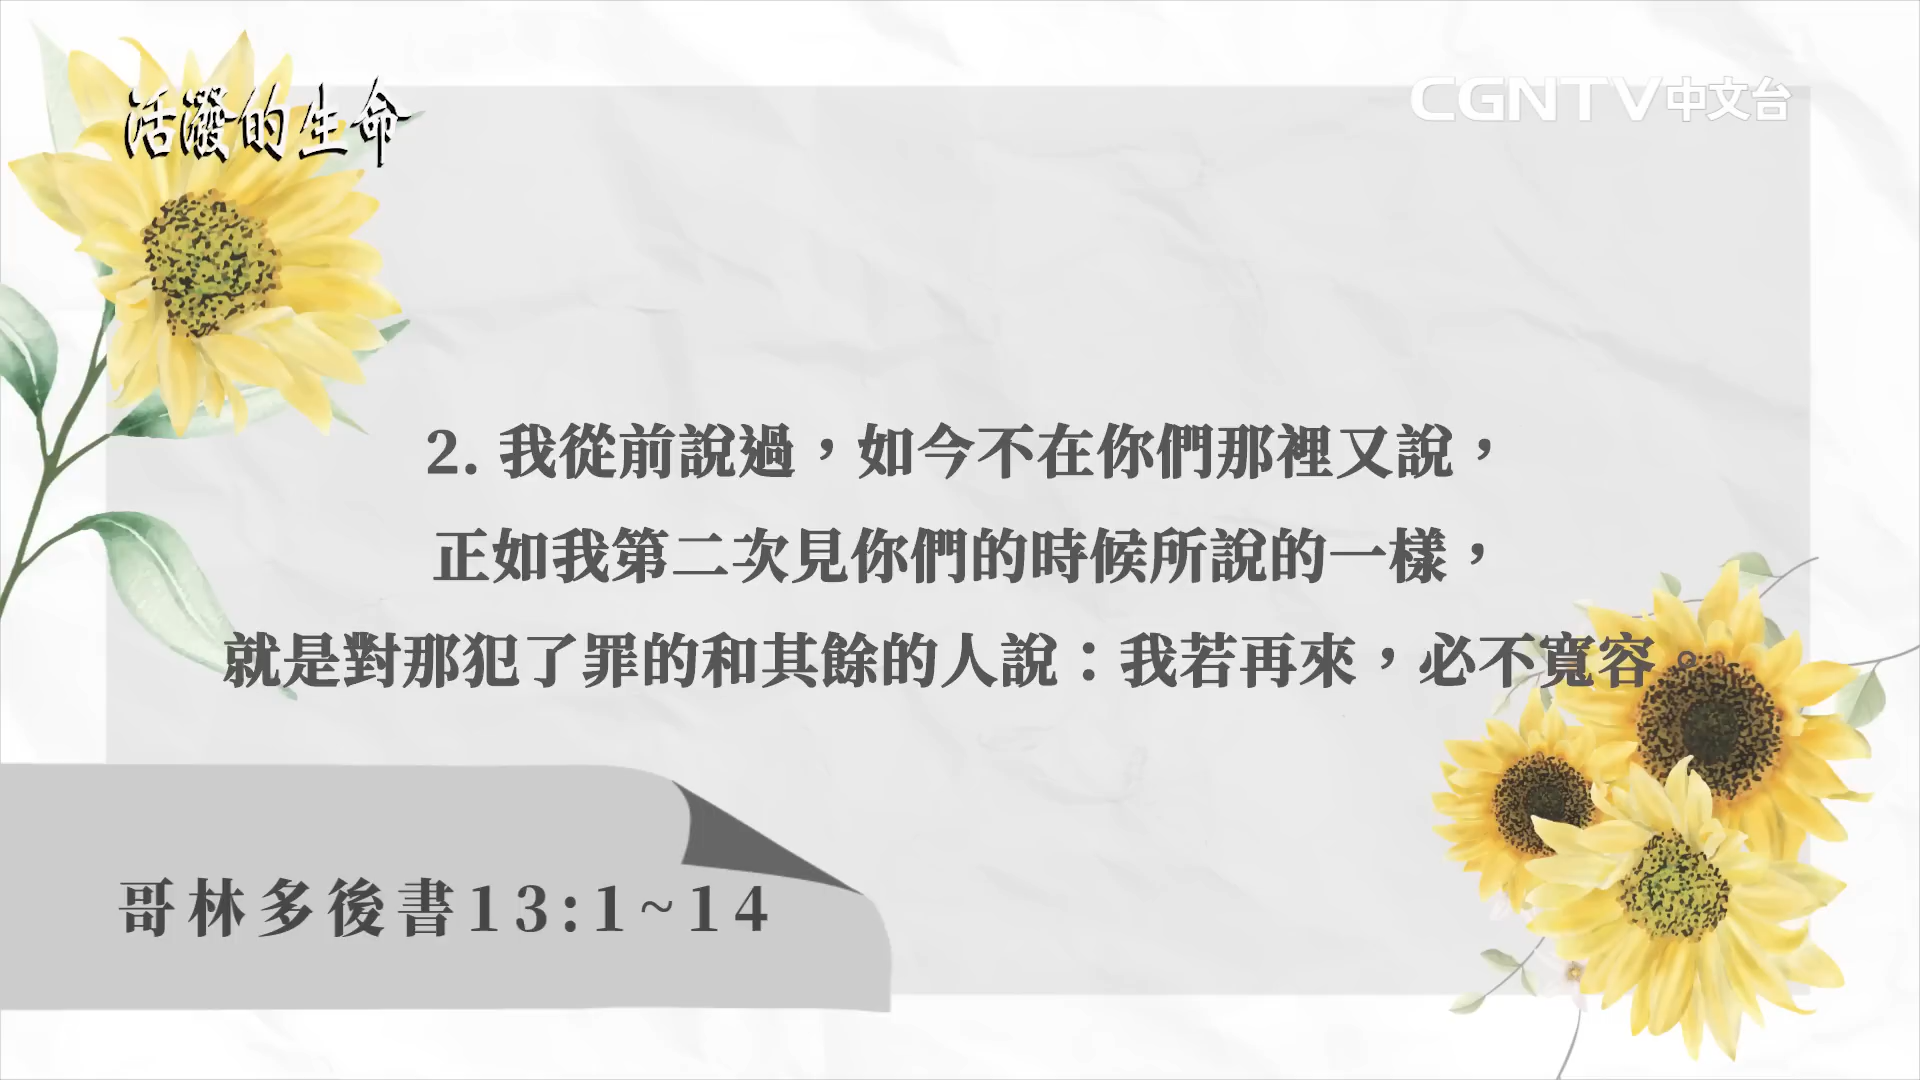 活潑的生命
CGNTV中文台
2. 我從前說過，如今不在你們那裡又說，
正如我第二次見你們的時候所說的一樣，
就是對那犯了罪的和其餘的人說：我若再來，必不寬容。
哥林多後書13:1~14